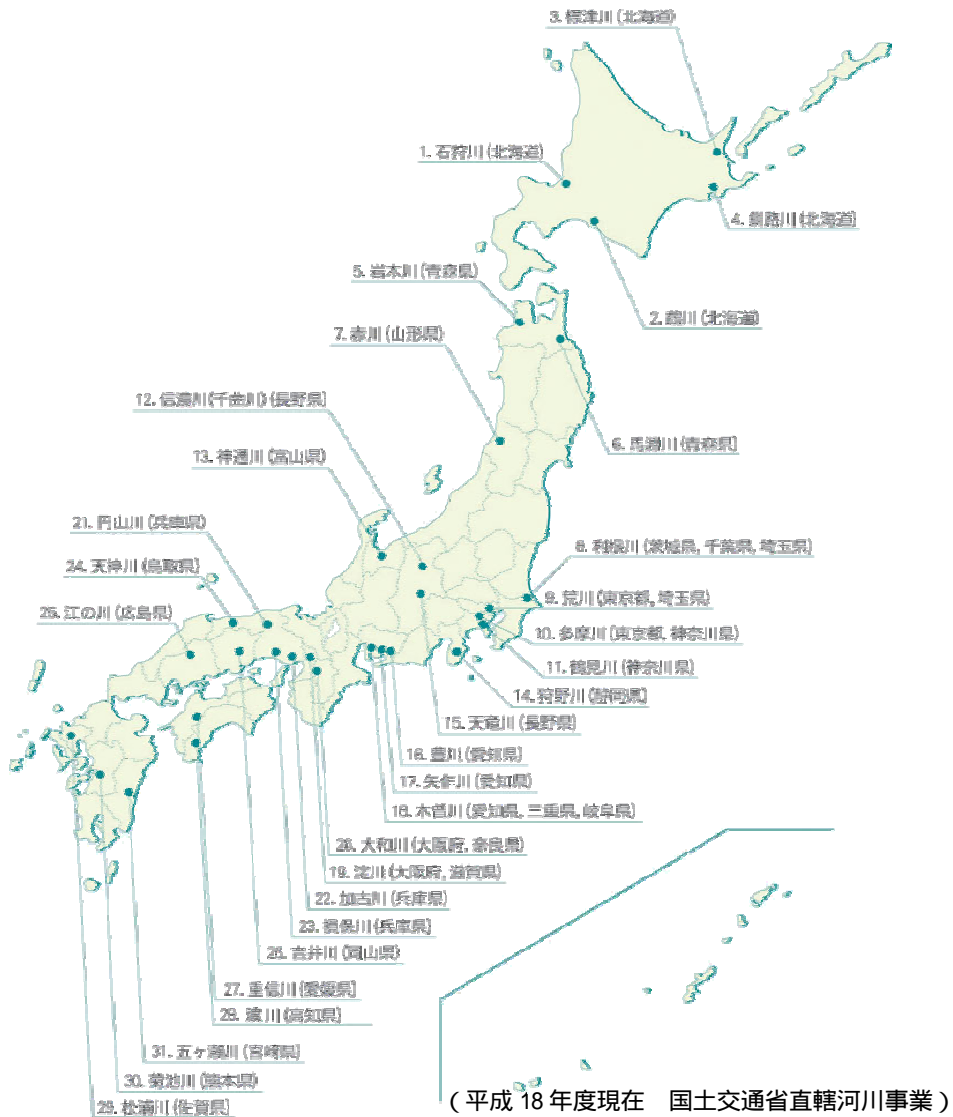 3. 標津川 (北海道)
1. 石狩川 (北海道)
4. 釧路川 (北海道)
5. 岩木川 (青森県)
2. 鵡川 (北海道)
7. 赤川 (山形県)
12. 信濃川(千曲川) (長野県)
6. 馬淵川 (青森県)
13. 神通川 (富山県)
21. 円山川 (兵庫県)
8. 利根川 (茨城県, 千葉県, 埼玉県)
24. 天神川 (鳥取県)
9. 荒川 (東京都, 埼玉県)
25. 江の川 (広島県)
10. 多摩川 (東京都, 神奈川県)
11. 鶴見川 (神奈川県)
14. 狩野川 (静岡県)
15. 天竜川 (長野県)
16. 豊川 (愛知県)
17. 矢作川 (愛知県)
18. 木曽川 (愛知県, 三重県, 岐阜県)
大和川 (大阪府, 奈良県)
19. 淀川 (大阪府, 滋賀県)
22. 加古川 (兵庫県)
23. 揖保川 (兵庫県)
吉井川 (岡山県)
27. 重信川 (愛媛県)
28. 渡川 (高知県)
31. 五ヶ瀬川 (宮崎県)
30. 菊池川 (熊本県)
29. 松浦川 (佐賀県)
(平成 18 年度現在 国土交通省直轄河川事業)